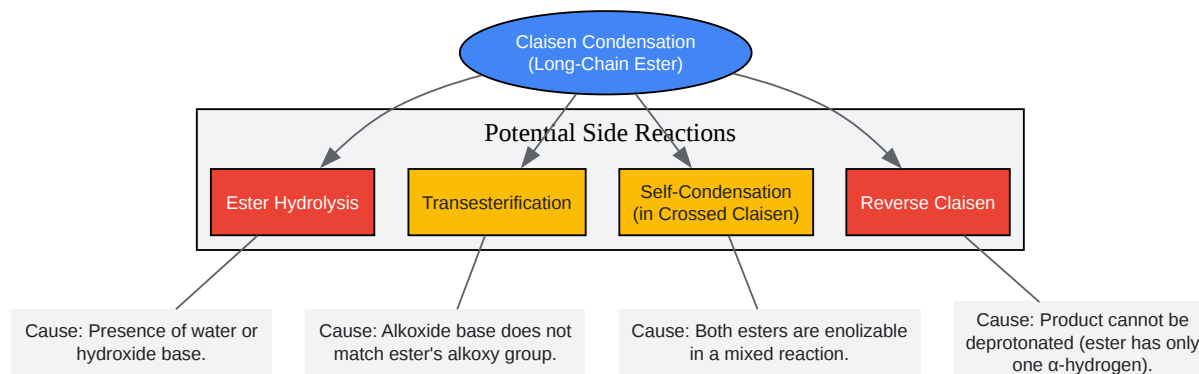 Claisen Condensation
(Long-Chain Ester)
Potential Side Reactions
Ester Hydrolysis
Transesterification
Self-Condensation
(in Crossed Claisen)
Reverse Claisen
Cause: Presence of water or
hydroxide base.
Cause: Alkoxide base does not
match ester's alkoxy group.
Cause: Both esters are enolizable
in a mixed reaction.
Cause: Product cannot be
deprotonated (ester has only
one α-hydrogen).